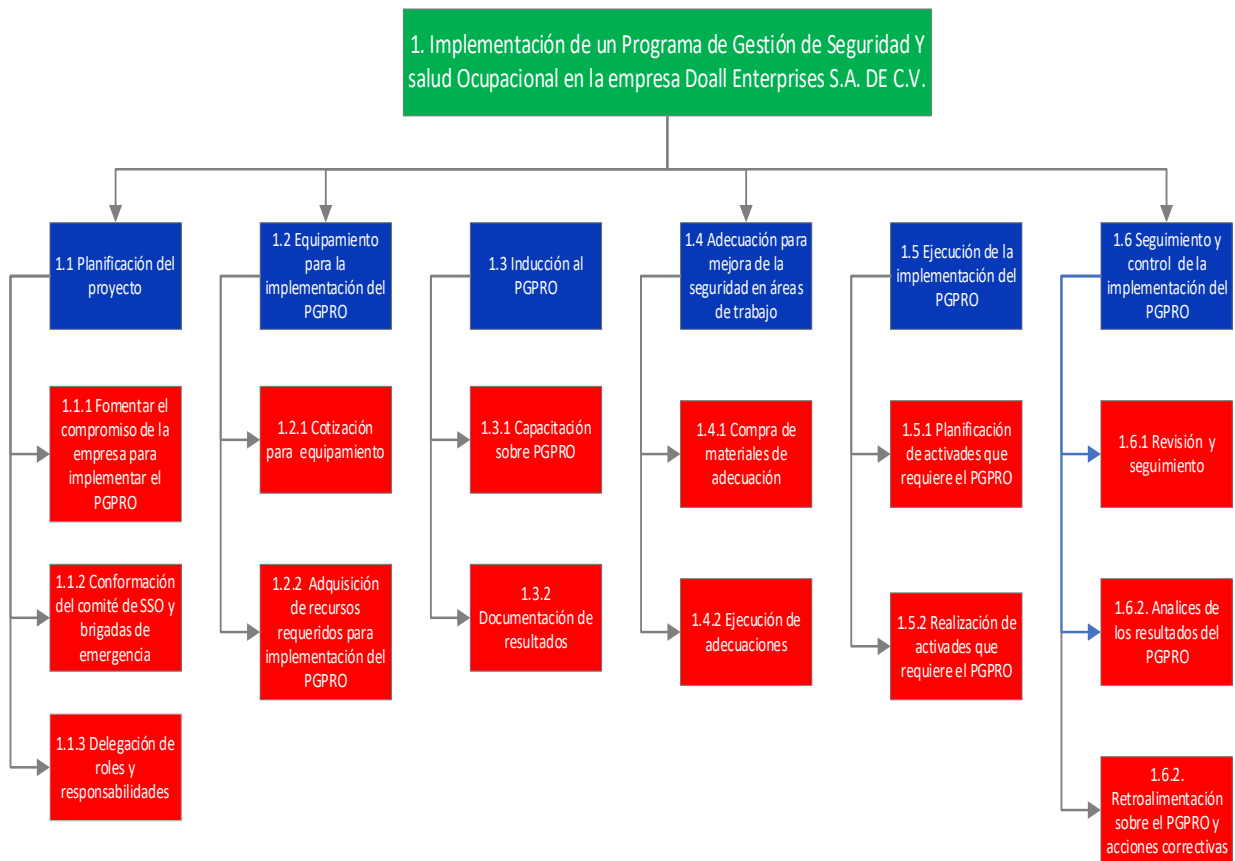 1. Implementación de un Programa de Gestión de Seguridad Y
salud Ocupacional en la empresa Doall Enterprises S.A. DE C.V.
1.1 Planificación del
proyecto
1.2 Equipamiento
para la
implementación del
PGPRO
1.3 Inducción al
PGPRO
1.4 Adecuación para
mejora de la
seguridad en áreas
de trabajo
1.5 Ejecución de la
implementación del
PGPRO
1.6 Seguimiento y
control de la
implementación del
PGPRO
1.1.1 Fomentar el
compromiso de la
empresa para
implementar el
PGPRO
1.2.1 Cotización
para equipamiento
1.3.1 Capacitación
sobre PGPRO
1.4.1 Compra de
materiales de
adecuación
1.5.1 Planificación
de activades que
requiere el PGPRO
1.6.1 Revisión y
seguimiento
1.1.2 Conformación
del comité de SSO y
brigadas de
emergencia
1.2.2 Adquisición
de recursos
requeridos para
implementación del
PGPRO
1.3.2
Documentación de
resultados
1.4.2 Ejecución de
adecuaciones
1.5.2 Realización de
activades que
requiere el PGPRO
1.6.2. Analices de
los resultados del
PGPRO
1.1.3 Delegación de
roles y
responsabilidades
1.6.2.
Retroalimentación
sobre el PGPRO y
acciones correctivas